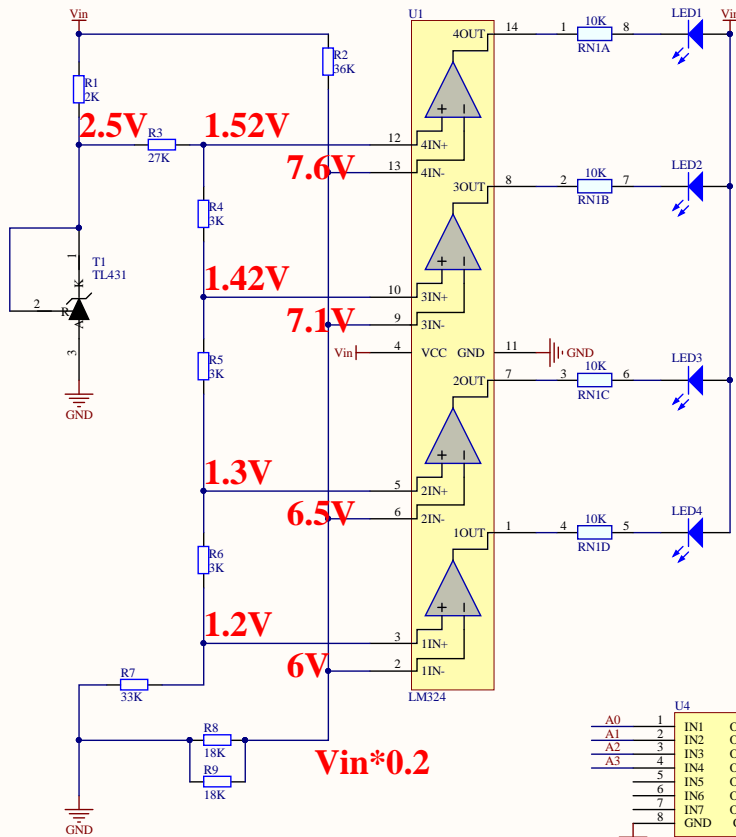 Vin
R1
2K
2.5V
R3
27K
1.52V
R2
36K
7.6V
R4
3K
T1
TL431
1
K
2
R
A
3
GND
1.42V
7.1V
R5
3K
1.3V
6.5V
R6
3K
1.2V
6V
R7
33K
R8
18K
R9
18K
GND
Vin*0.2
U1
4OUT
14
12
4IN+
13
4IN-
3OUT
8
10
3IN+
9
3IN-
Vin
4
VCC
GND
11
GND
2OUT
7
5
2IN+
6
2IN-
1OUT
1
3
1IN+
2
1IN-
LM324
1
10K
8
RN1A
LED1
Vin
2
10K
7
RN1B
LED2
3
10K
6
RN1C
LED3
4
10K
5
RN1D
LED4
U4
A0
1
IN1
O
A1
2
IN2
O
A2
3
IN3
O
A3
4
IN4
O
5
IN5
O
6
IN6
O
7
IN7
O
8
GND